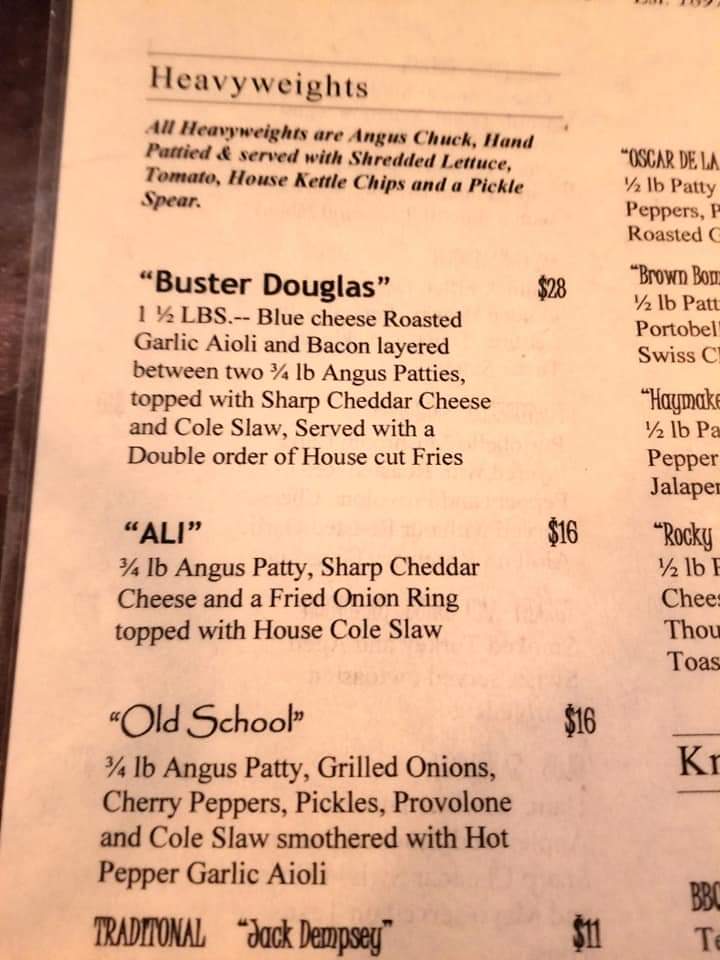 Heavyweights
All Heavyweights are Angus Chuck, Hand
Pattied & served with Shredded Lettuce,
Tomato, House Kettle Chips and a Pickle
Spear.
"Buster Douglas" $28
1 ½ LBS.-- Blue cheese Roasted
Garlic Aioli and Bacon layered
between two ¾ lb Angus Patties,
topped with Sharp Cheddar Cheese
and Cole Slaw, Served with a
Double order of House cut Fries
"ALI" $16
¾ lb Angus Patty, Sharp Cheddar
Cheese and a Fried Onion Ring
topped with House Cole Slaw
"Old School" $16
¾ lb Angus Patty, Grilled Onions,
Cherry Peppers, Pickles, Provolone
and Cole Slaw smothered with Hot
Pepper Garlic Aioli
TRADITONAL "Jack Dempsey" $11
"OSCAR DE LA
½ lb Patty
Peppers,
Roasted
"Brown
½ lb
Swiss
½ lb
Pepper
"Rocky
½ lb